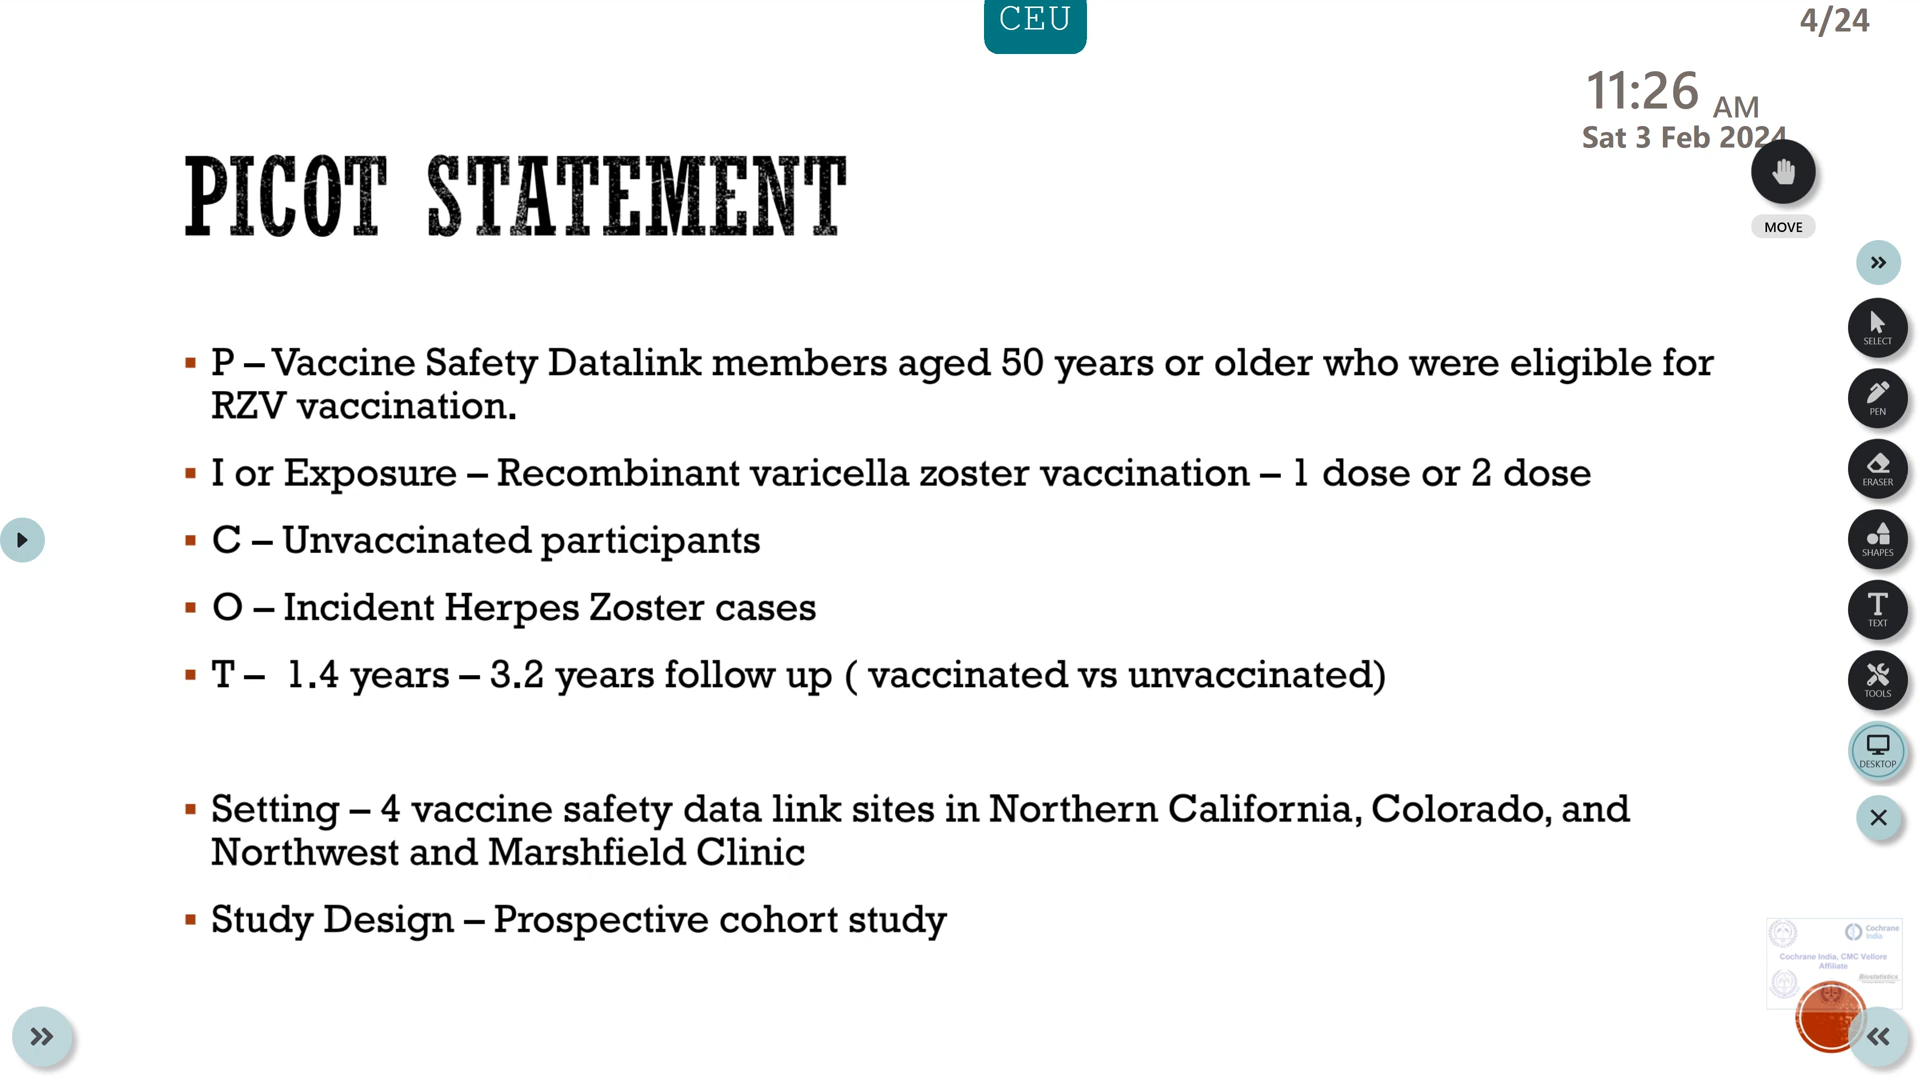 CEU
4/24
11:26 AM
Sat 3 Feb 2024
PICOT STATEMENT
MOVE
P – Vaccine Safety Datalink members aged 50 years or older who were eligible for
RZV vaccination.
I or Exposure – Recombinant varicella zoster vaccination – 1 dose or 2 dose
C – Unvaccinated participants
O – Incident Herpes Zoster cases
T – 1.4 years – 3.2 years follow up ( vaccinated vs unvaccinated)
Setting – 4 vaccine safety data link sites in Northern California, Colorado, and
Northwest and Marshfield Clinic
Study Design – Prospective cohort study
SELECT
PEN
ERASER
SHAPES
TEXT
TOOLS
DESKTOP
Cochrane
India
Cochrane India, CMC Vellore
Affiliate
Biostatistics